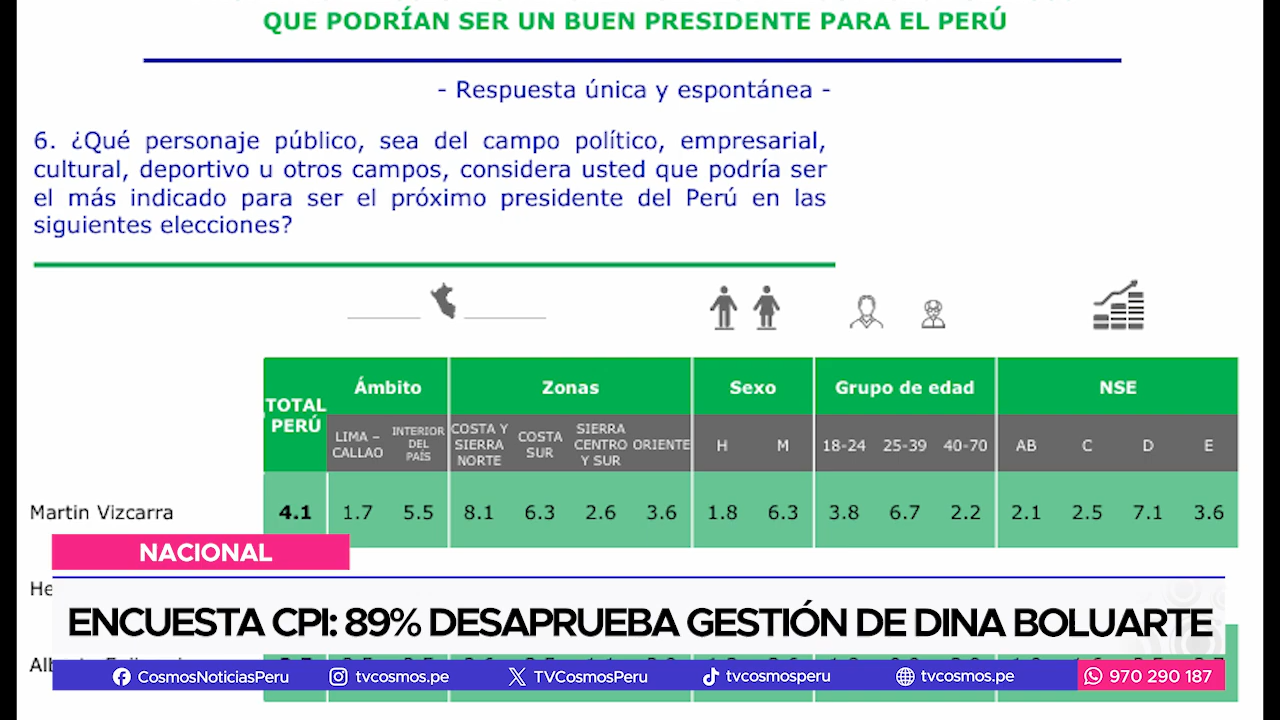 QUE PODRÍAN SER UN BUEN PRESIDENTE PARA EL PERÚ
- Respuesta única y espontánea -
6. ¿Qué personaje público, sea del campo político, empresarial,
cultural, deportivo u otros campos, considera usted que podría ser
el más indicado para ser el próximo presidente del Perú en las
siguientes elecciones?
TOTAL PERÚ Ámbito Zonas Sexo Grupo de edad NSE
LIMA – CALLAO INTERIOR DEL PAÍS COSTA Y SIERRA NORTE COSTA SUR SIERRA CENTRO Y SUR ORIENTE H M 18-24 25-39 40-70 AB C D E
Martin Vizcarra 4.1 1.7 5.5 8.1 6.3 2.6 3.6 1.8 6.3 3.8 6.7 2.2 2.1 2.5 7.1 3.6
NACIONAL
ENCUESTA CPI: 89% DESAPRUEBA GESTIÓN DE DINA BOLUARTE
CosmosNoticiasPeru tvcosmos.pe TVCosmosPeru tvcosmosperu tvcosmos.pe 970 290 187